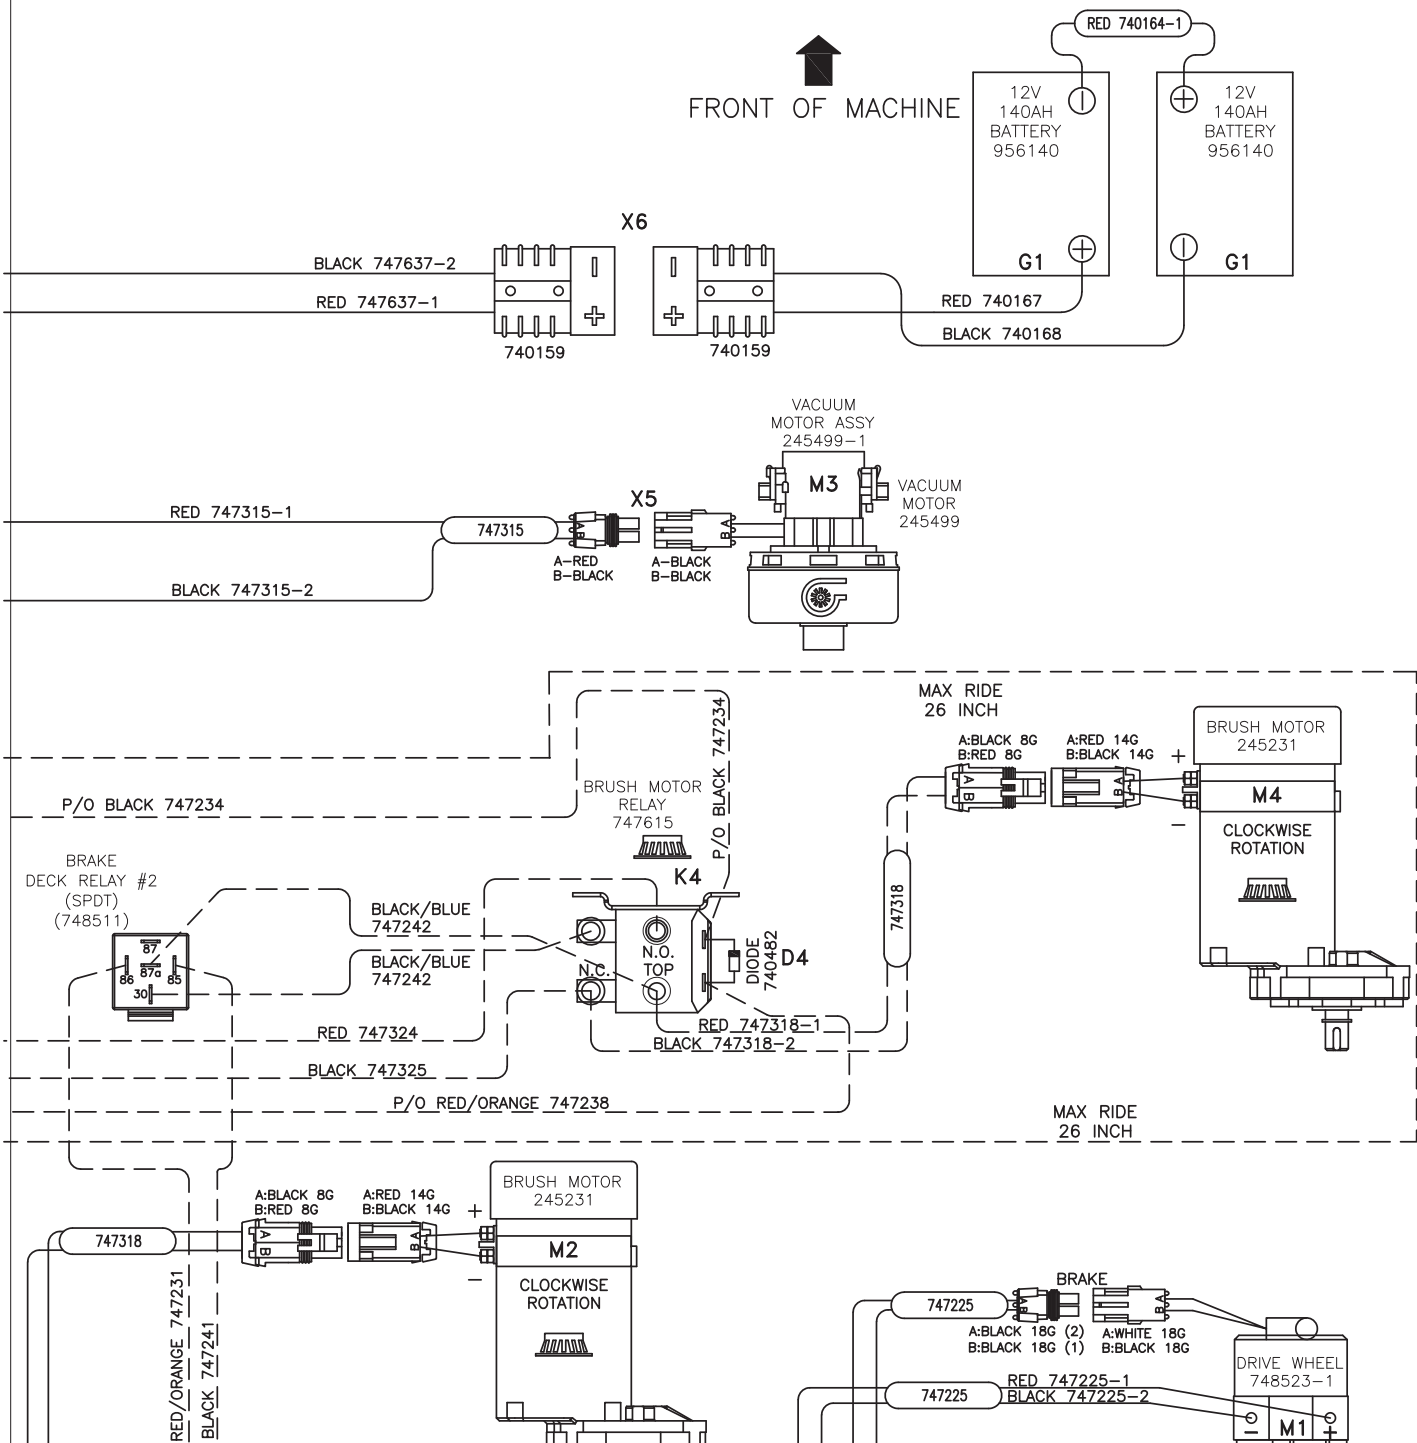 RED 740164-1
FRONT OF MACHINE
12V
140AH
BATTERY
956140
G1
12V
140AH
BATTERY
956140
G1
X6
BLACK 747637-2
RED 747637-1
740159
740159
RED 740167
BLACK 740168
VACUUM
MOTOR ASSY
245499-1
M3
VACUUM
MOTOR
245499
X5
RED 747315-1
747315
BLACK 747315-2
A
B
A-RED
B-BLACK
A
B
A-BLACK
B-BLACK
MAX RIDE
26 INCH
P/O BLACK 747234
P/O BLACK 747234
BRUSH MOTOR
RELAY
747615
K4
A:BLACK 8G
B:RED 8G
A:RED 14G
B:BLACK 14G
A
B
A
B
+
-
BRUSH MOTOR
245231
M4
CLOCKWISE
ROTATION
747318
BRAKE
DECK RELAY #2
(SPDT)
(748511)
87
87a
86
85
30
BLACK/BLUE
747242
BLACK/BLUE
747242
N.O.
TOP
N.C.
DIODE
740482
D4
RED 747324
RED 747318-1
BLACK 747318-2
BLACK 747325
P/O RED/ORANGE 747238
MAX RIDE
26 INCH
A:BLACK 8G
B:RED 8G
A:RED 14G
B:BLACK 14G
747318
A
B
A
B
+
-
BRUSH MOTOR
245231
M2
CLOCKWISE
ROTATION
RED/ORANGE 747231
BLACK 747241
BRAKE
747225
A
B
A
B
A:BLACK 18G (2)
B:BLACK 18G (1)
A:WHITE 18G
B:BLACK 18G
747225
RED 747225-1
BLACK 747225-2
DRIVE WHEEL
748523-1
- M1 +